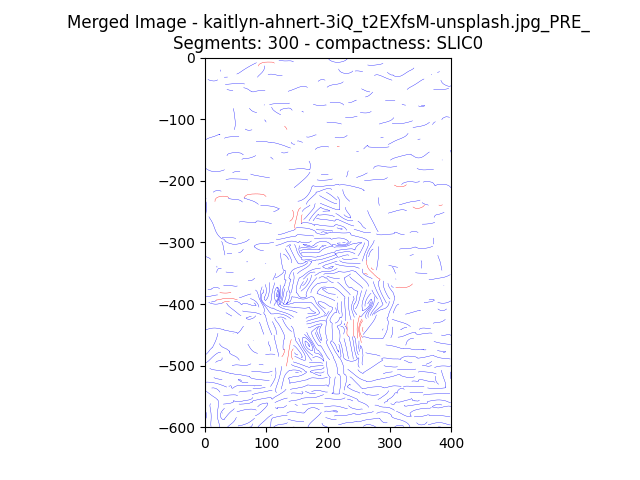 Merged Image - kaitlyn-ahnert-3iQ_t2EXfsM-unsplash.jpg_PRE_
Segments: 300 - compactness: SLIC0
0
−100
−200
−300
−400
−500
−600
0 100 200 300 400